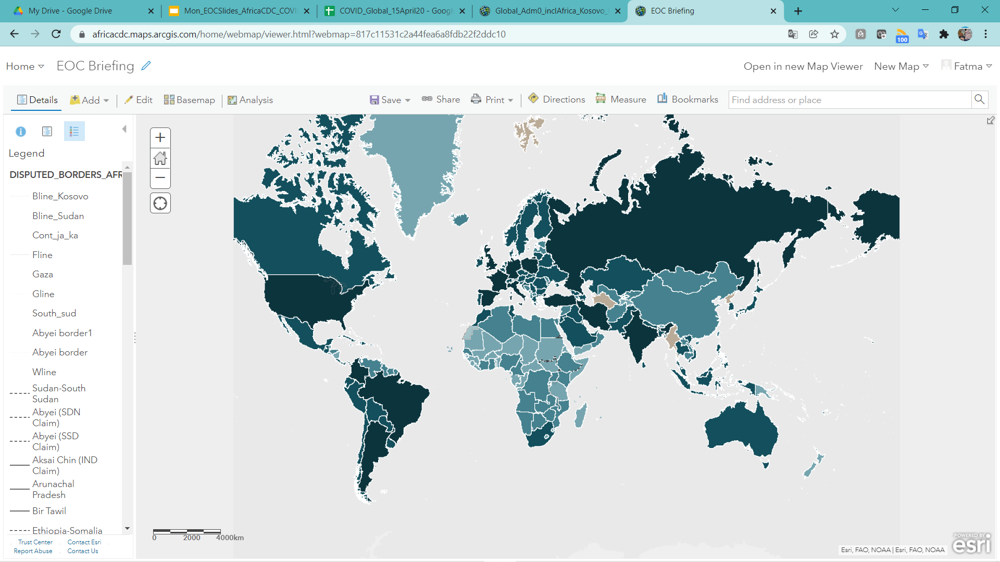 My Drive - Google Drive
Mon_EOCSlides_AfricaCDC_COVI
COVID_Global_15April20 - Googl
Global_Adm0_inclAfrica_Kosovo_
EOC Briefing
africacdc.maps.arcgis.com/home/webmap/viewer.html?webmap=817c11531c2a44fea6a8fdb22f2ddc10
100
Home
EOC Briefing
Open in new Map Viewer
New Map
Fatma
Details
Add
Edit
Basemap
Analysis
Save
Share
Print
Directions
Measure
Bookmarks
Find address or place
Legend
DISPUTED_BORDERS_AFR
Bline_Kosovo
Bline_Sudan
Cont_ja_ka
Fline
Gaza
Gline
South_sud
Abyei border1
Abyei border
Wline
Sudan-South
Sudan
Abyei (SDN
Claim)
Abyei (SSD
Claim)
Aksai Chin (IND
Claim)
Arunachal
Pradesh
Bir Tawil
Ethiopia-Somalia
Trust Center
Contact Esri
Report Abuse
Contact Us
0 2000 4000km
Esri, FAO, NOAA | Esri, FAO, NOAA
POWERED BY
esri